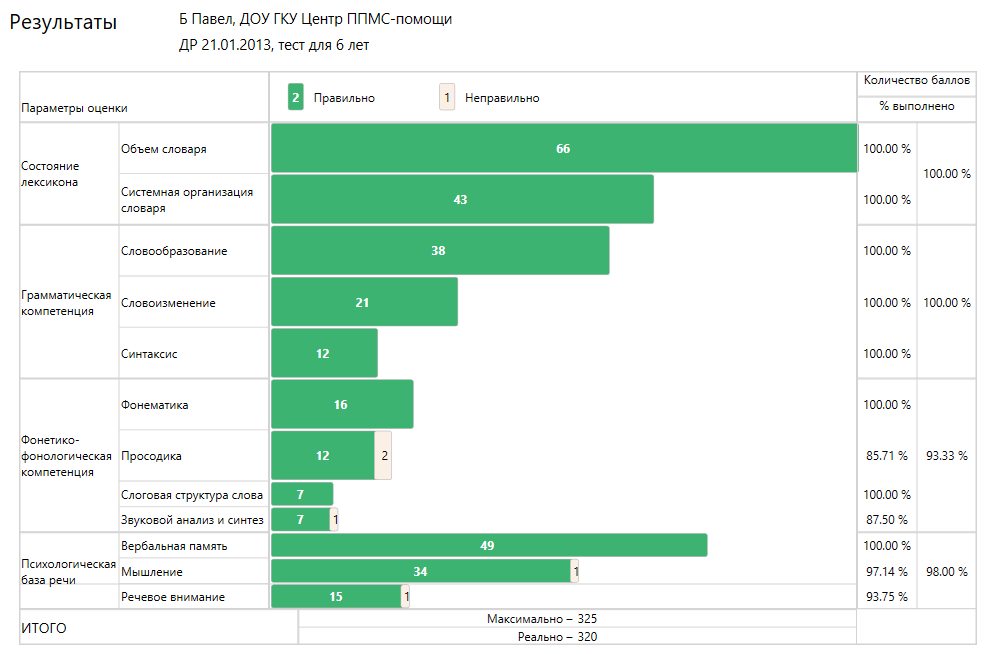 Результаты
Б Павел, ДОУ ГКУ Центр ППМС-помощи
ДР 21.01.2013, тест для 6 лет
Параметры оценки
2 Правильно
1 Неправильно
Количество баллов
% выполнено
Состояние
лексикона
Объем словаря
66
100.00 %
100.00 %
Системная организация
словаря
43
100.00 %
Грамматическая
компетенция
Словообразование
38
100.00 %
Словоизменение
21
100.00 %
100.00 %
Синтаксис
12
100.00 %
Фонетико-
фонологическая
компетенция
Фонематика
16
100.00 %
Просодика
12
2
85.71 %
93.33 %
Слоговая структура слова
7
100.00 %
Звуковой анализ и синтез
7
1
87.50 %
Психологическая
база речи
Вербальная память
49
100.00 %
Мышление
34
1
97.14 %
98.00 %
Речевое внимание
15
1
93.75 %
ИТОГО
Максимально – 325
Реально – 320